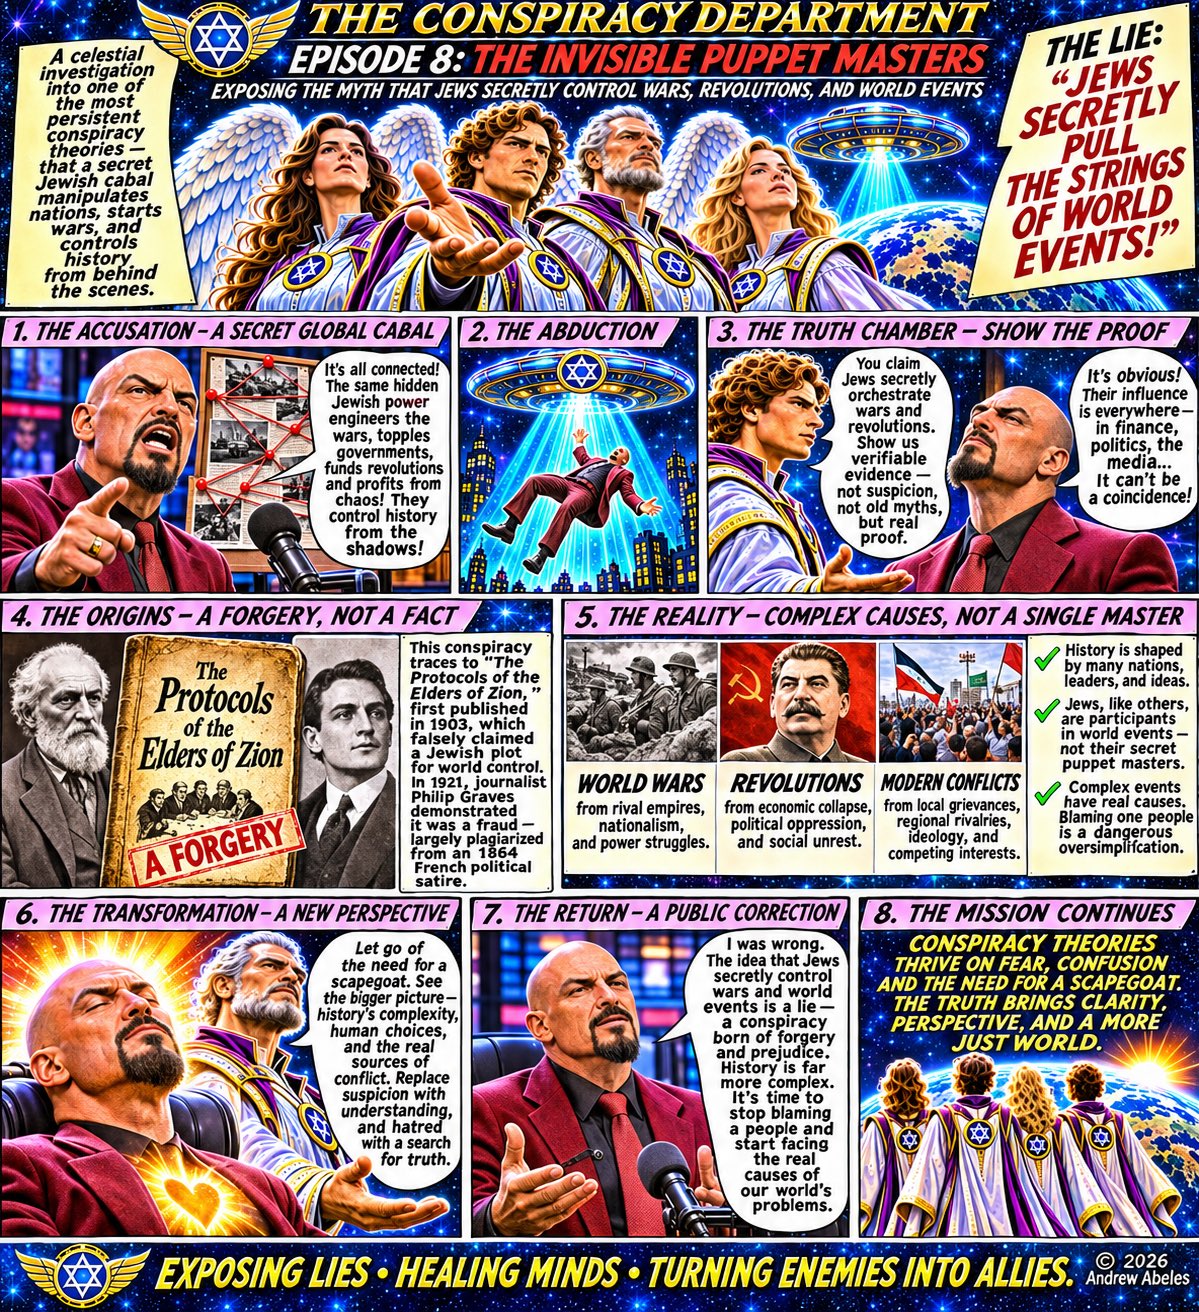 THE CONSPIRACY DEPARTMENT
EPISODE 8: THE INVISIBLE PUPPET MASTERS
EXPOSING THE MYTH THAT JEWS SECRETLY CONTROL WARS, REVOLUTIONS, AND WORLD EVENTS
A celestial
investigation
into one of
the most
persistent
conspiracy
theories —
that a secret
Jewish cabal
manipulates
nations, starts
wars, and
controls
history
from behind
the scenes.
THE LIE:
“JEWS
SECRETLY
PULL
THE STRINGS
OF WORLD
EVENTS!”
1. THE ACCUSATION – A SECRET GLOBAL CABAL
It's all connected!
The same hidden
Jewish power
engineers the
wars, topples
governments,
funds revolutions
and profits from
chaos! They
control history
from the
shadows!
2. THE ABDUCTION
3. THE TRUTH CHAMBER – SHOW THE PROOF
You claim
Jews secretly
orchestrate
wars and
revolutions.
Show us
verifiable
evidence —
not suspicion,
not old myths,
but real
proof.
It's obvious!
Their influence
is everywhere—
in finance,
politics, the
media...
It can't be
a coincidence!
4. THE ORIGINS – A FORGERY, NOT A FACT
The
Protocols
of the
Elders of Zion
A FORGERY
This conspiracy
traces to “The
Protocols of the
Elders of Zion,”
first published
in 1903, which
falsely claimed
a Jewish plot
for world control.
In 1921, journalist
Philip Graves
demonstrated
it was a fraud —
largely plagiarized
from an 1864
French political
satire.
5. THE REALITY – COMPLEX CAUSES, NOT A SINGLE MASTER
WORLD WARS
from rival empires,
nationalism,
and power struggles.
REVOLUTIONS
from economic collapse,
political oppression,
and social unrest.
MODERN CONFLICTS
from local grievances,
regional rivalries,
ideology, and
competing interests.
History is shaped
by many nations,
leaders, and ideas.
Jews, like others,
are participants
in world events —
not their secret
puppet masters.
Complex events
have real causes.
Blaming one people
is a dangerous
oversimplification.
6. THE TRANSFORMATION – A NEW PERSPECTIVE
Let go of
the need for a
scapegoat. See
the bigger picture—
history's complexity,
human choices,
and the real
sources of
conflict. Replace
suspicion with
understanding,
and hatred
with a search
for truth.
7. THE RETURN – A PUBLIC CORRECTION
I was wrong.
The idea that Jews
secretly control
wars and world
events is a lie —
a conspiracy
born of forgery
and prejudice.
History is far
more complex.
It's time to
stop blaming
a people and
start facing
the real
causes of
our world's
problems.
8. THE MISSION CONTINUES
CONSPIRACY THEORIES
THRIVE ON FEAR, CONFUSION
AND THE NEED FOR A SCAPEGOAT.
THE TRUTH BRINGS CLARITY,
PERSPECTIVE, AND A MORE
JUST WORLD.
EXPOSING LIES • HEALING MINDS • TURNING ENEMIES INTO ALLIES.
© 2026
Andrew Abeles